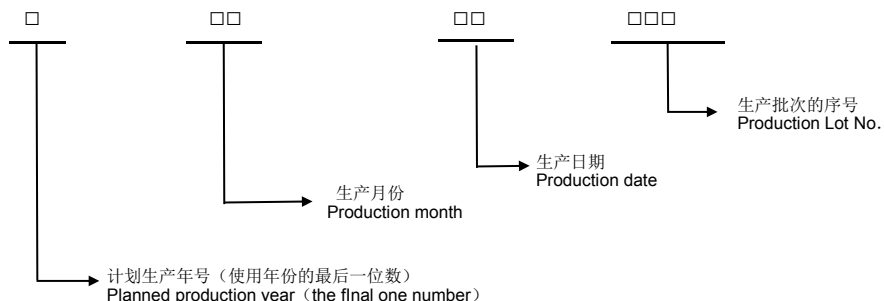 □ □□ □□ □□□
生产批次的序号
Production Lot No.
生产日期
Production date
生产月份
Production month
计划生产年号（使用年份的最后一位数）
Planned production year（the fInal one number）